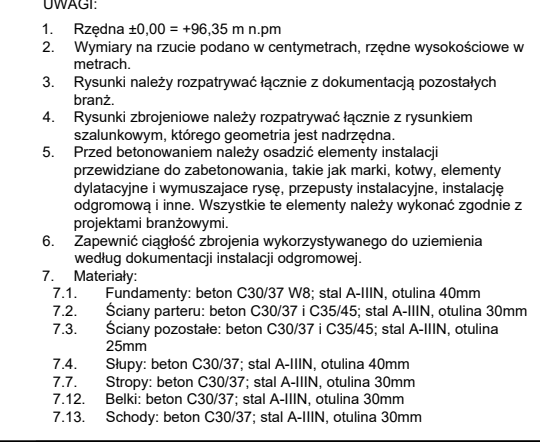 UWAGI:
1. Rzędna ±0,00 = +96,35 m n.pm
2. Wymiary na rzucie podano w centymetrach, rzędne wysokościowe w
metrach.
3. Rysunki należy rozpatrywać łącznie z dokumentacją pozostałych
branż.
4. Rysunki zbrojeniowe należy rozpatrywać łącznie z rysunkiem
szalunkowym, którego geometria jest nadrzędna.
5. Przed betonowaniem należy osadzić elementy instalacji
przewidziane do zabetonowania, takie jak marki, kotwy, elementy
dylatacyjne i wymuszajace rysę, przepusty instalacyjne, instalację
odgromową i inne. Wszystkie te elementy należy wykonać zgodnie z
projektami branżowymi.
6. Zapewnić ciągłość zbrojenia wykorzystywanego do uziemienia
według dokumentacji instalacji odgromowej.
7. Materiały:
7.1. Fundamenty: beton C30/37 W8; stal A-IIIN, otulina 40mm
7.2. Ściany parteru: beton C30/37 i C35/45; stal A-IIIN, otulina 30mm
7.3. Ściany pozostałe: beton C30/37 i C35/45; stal A-IIIN, otulina
25mm
7.4. Słupy: beton C30/37; stal A-IIIN, otulina 40mm
7.7. Stropy: beton C30/37; stal A-IIIN, otulina 30mm
7.12. Belki: beton C30/37; stal A-IIIN, otulina 30mm
7.13. Schody: beton C30/37; stal A-IIIN, otulina 30mm